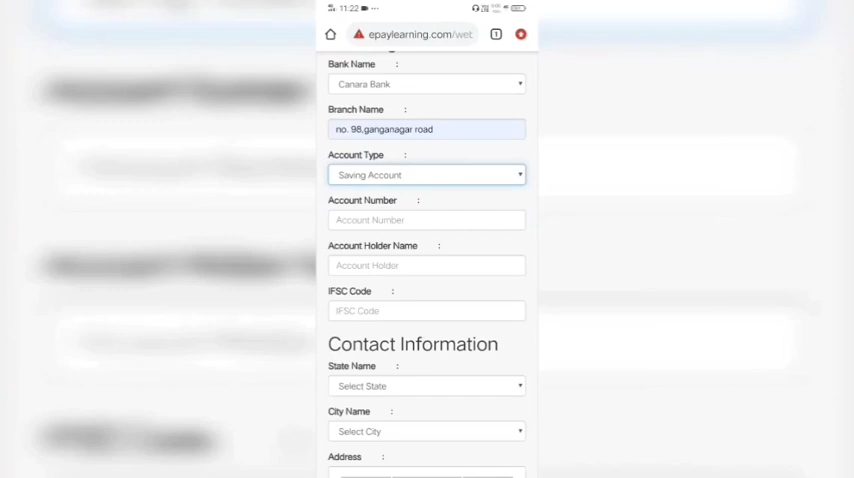 11:22
epaylearning.com/wet
1
Bank Name :
Canara Bank
Branch Name :
no. 98,ganganagar road
Account Type :
Saving Account
Account Number :
Account Number
Account Holder Name :
Account Holder
IFSC Code :
IFSC Code
Contact Information
State Name :
Select State
City Name :
Select City
Address :